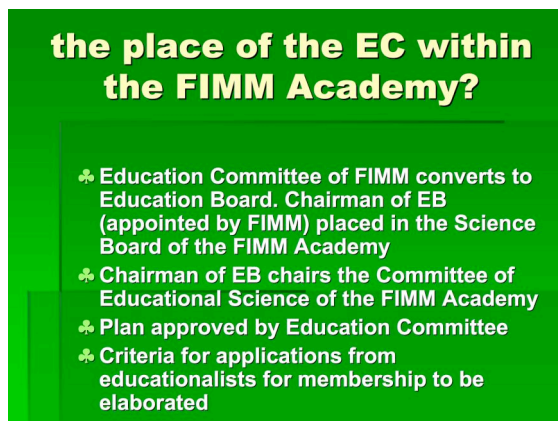 the place of the EC within
the FIMM Academy?
♣ Education Committee of FIMM converts to
Education Board. Chairman of EB
(appointed by FIMM) placed in the Science
Board of the FIMM Academy
♣ Chairman of EB chairs the Committee of
Educational Science of the FIMM Academy
♣ Plan approved by Education Committee
♣ Criteria for applications from
educationalists for membership to be
elaborated